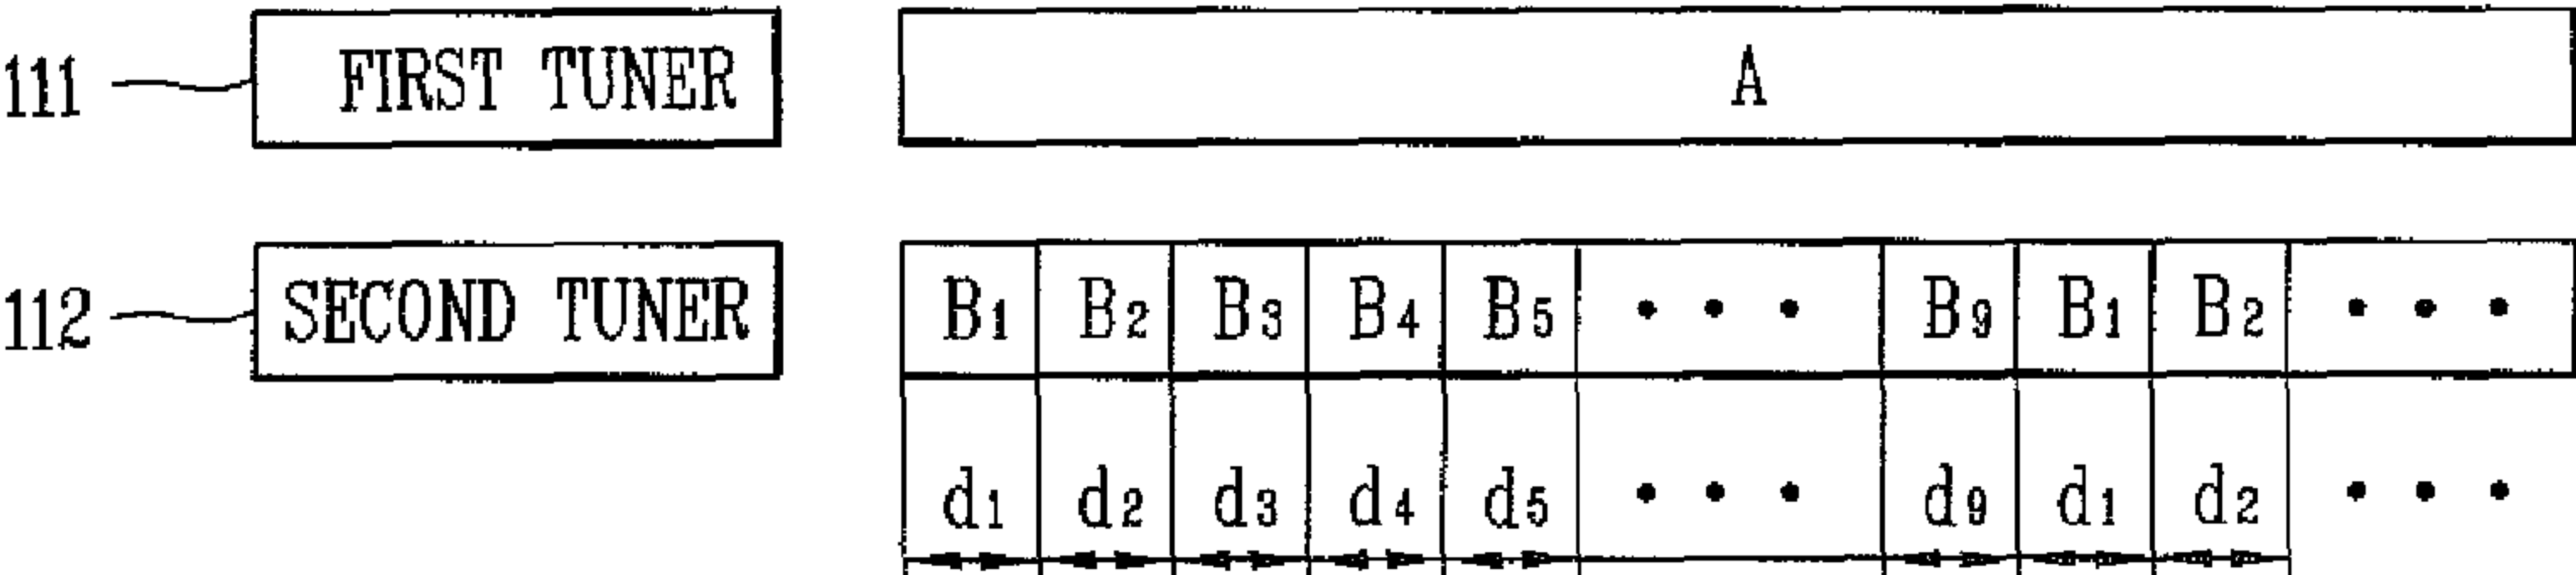 111 FIRST TUNER A
112 SECOND TUNER B1 B2 B3 B4 B5 • • • B9 B1 B2 • • •
d1 d2 d3 d4 d5 • • • d9 d1 d2 • • •